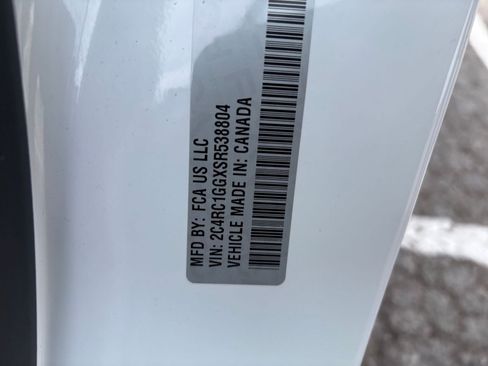 MFD BY: FCA US LLC
VIN: 2C4RC1GGXSR538804
VEHICLE MADE IN: CANADA